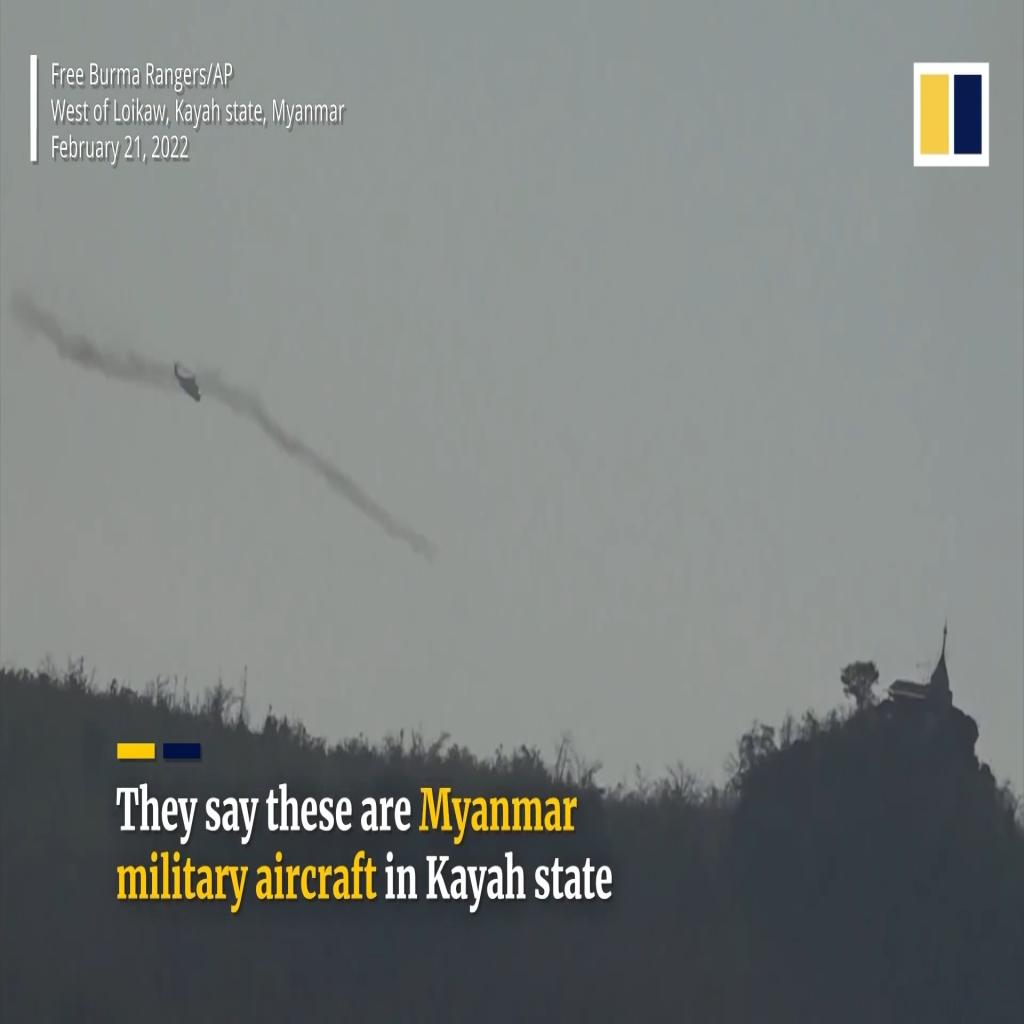 Free Burma Rangers/AP
West of Loikaw, Kayah state, Myanmar
February 21, 2022
They say these are Myanmar
military aircraft in Kayah state